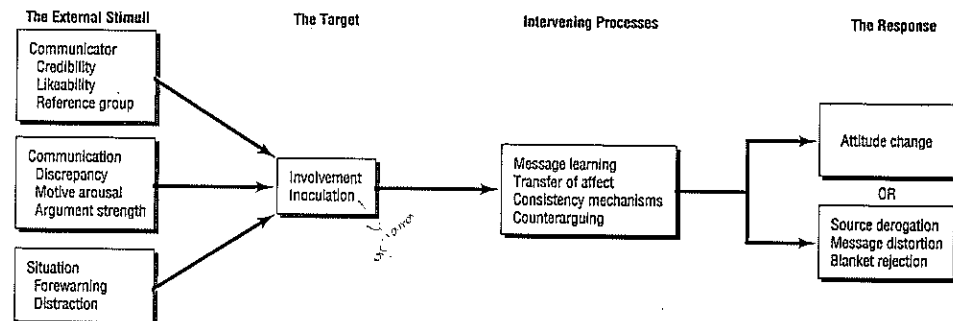 The External Stimuli
The Target
Intervening Processes
The Response
Communicator
Credibility
Likeability
Reference group
Communication
Discrepancy
Motive arousal
Argument strength
Situation
Forewarning
Distraction
Involvement
Inoculation
Message learning
Transfer of affect
Consistency mechanisms
Counterarguing
Attitude change
OR
Source derogation
Message distortion
Blanket rejection